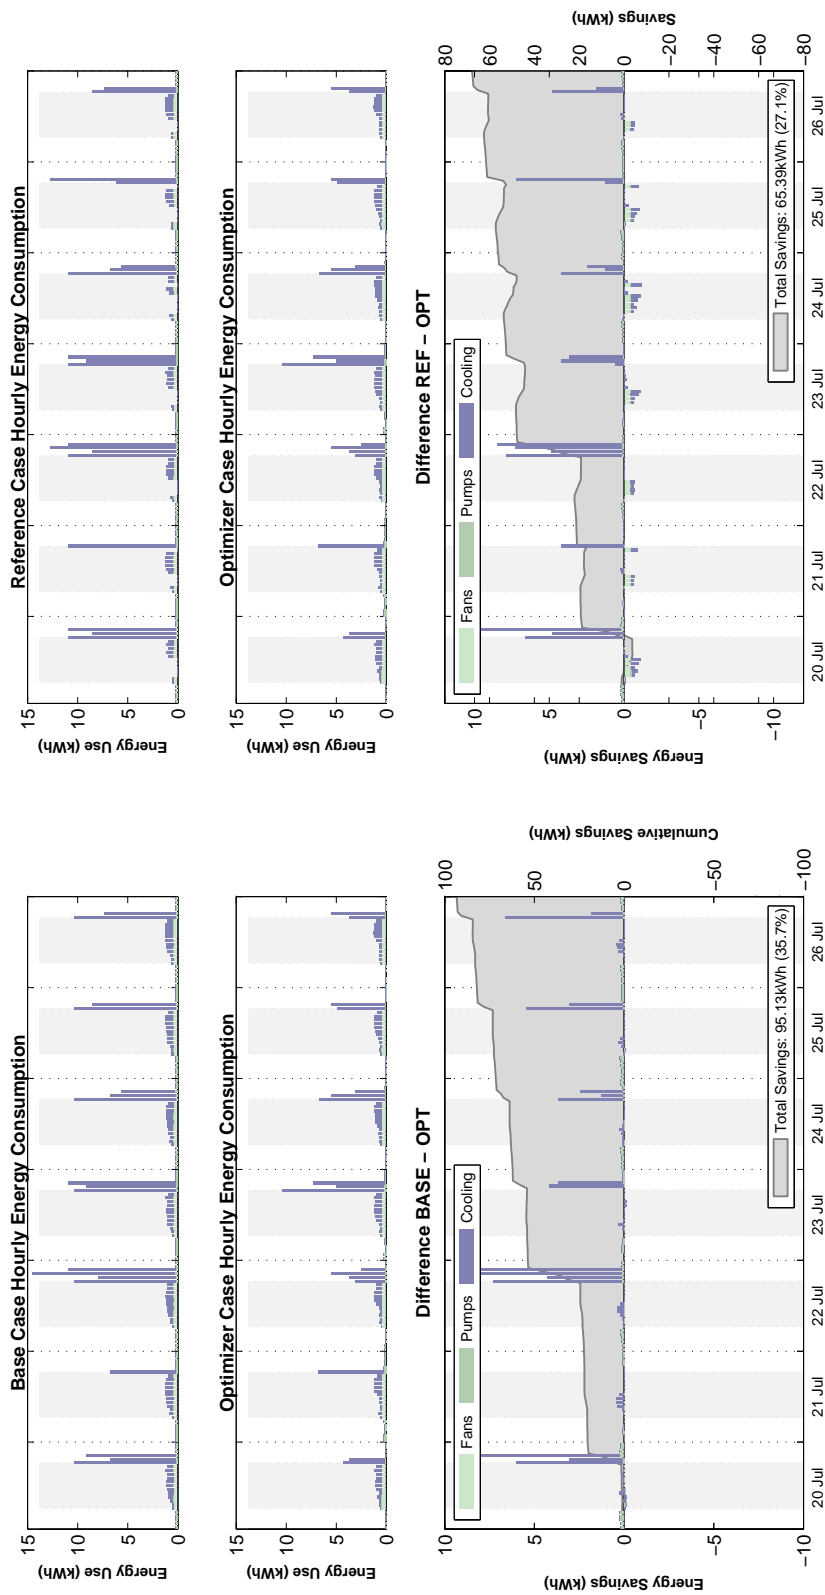 Base Case Hourly Energy Consumption
15
10
5
0
Energy Use (kWh)
Optimizer Case Hourly Energy Consumption
15
10
5
0
Energy Use (kWh)
Difference BASE – OPT
Fans
Pumps
Cooling
10
5
0
−5
−10
Energy Savings (kWh)
100
50
0
−50
−100
Cumulative Savings (kWh)
Total Savings: 95.13kWh (35.7%)
20 Jul
21 Jul
22 Jul
23 Jul
24 Jul
25 Jul
26 Jul
Reference Case Hourly Energy Consumption
15
10
5
0
Energy Use (kWh)
Optimizer Case Hourly Energy Consumption
15
10
5
0
Energy Use (kWh)
Difference REF – OPT
Fans
Pumps
Cooling
10
5
0
−5
−10
Energy Savings (kWh)
80
60
40
20
0
−20
−40
−60
−80
Savings (kWh)
Total Savings: 65.39kWh (27.1%)
20 Jul
21 Jul
22 Jul
23 Jul
24 Jul
25 Jul
26 Jul